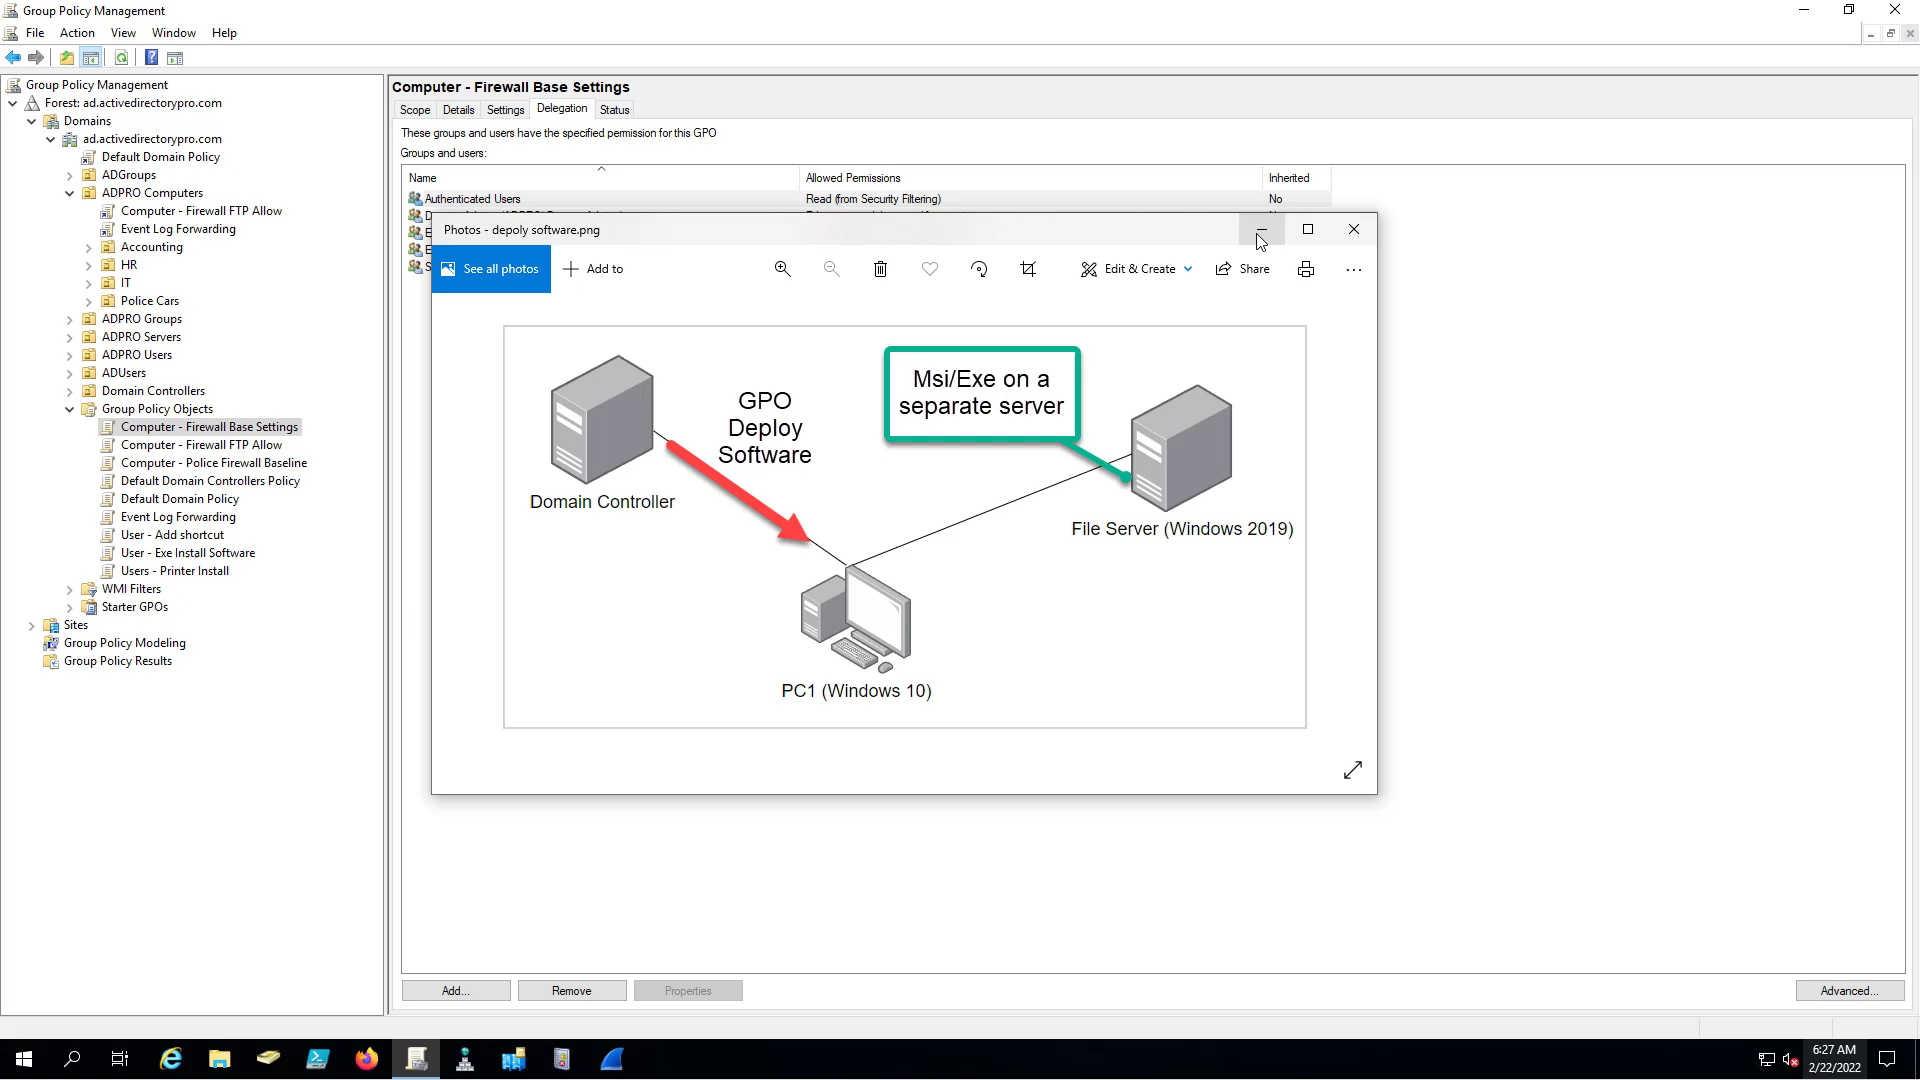 Group Policy Management
File Action View Window Help
Group Policy Management
Forest: ad.activedirectorypro.com
Domains
ad.activedirectorypro.com
Default Domain Policy
ADGroups
ADPRO Computers
Computer - Firewall FTP Allow
Event Log Forwarding
Accounting
HR
IT
Police Cars
ADPRO Groups
ADPRO Servers
ADPRO Users
ADUsers
Domain Controllers
Group Policy Objects
Computer - Firewall Base Settings
Computer - Firewall FTP Allow
Computer - Police Firewall Baseline
Default Domain Controllers Policy
Default Domain Policy
Event Log Forwarding
User - Add shortcut
User - Exe Install Software
Users - Printer Install
WMI Filters
Starter GPOs
Sites
Group Policy Modeling
Group Policy Results
Computer - Firewall Base Settings
Scope Details Settings Delegation Status
These groups and users have the specified permission for this GPO
Groups and users:
Name Allowed Permissions Inherited
Authenticated Users Read (from Security Filtering) No
Photos - depoly software.png
See all photos Add to Edit & Create Share
GPO
Deploy
Software
Msi/Exe on a
separate server
Domain Controller
File Server (Windows 2019)
PC1 (Windows 10)
Add... Remove Properties Advanced...
6:27 AM
2/22/2022